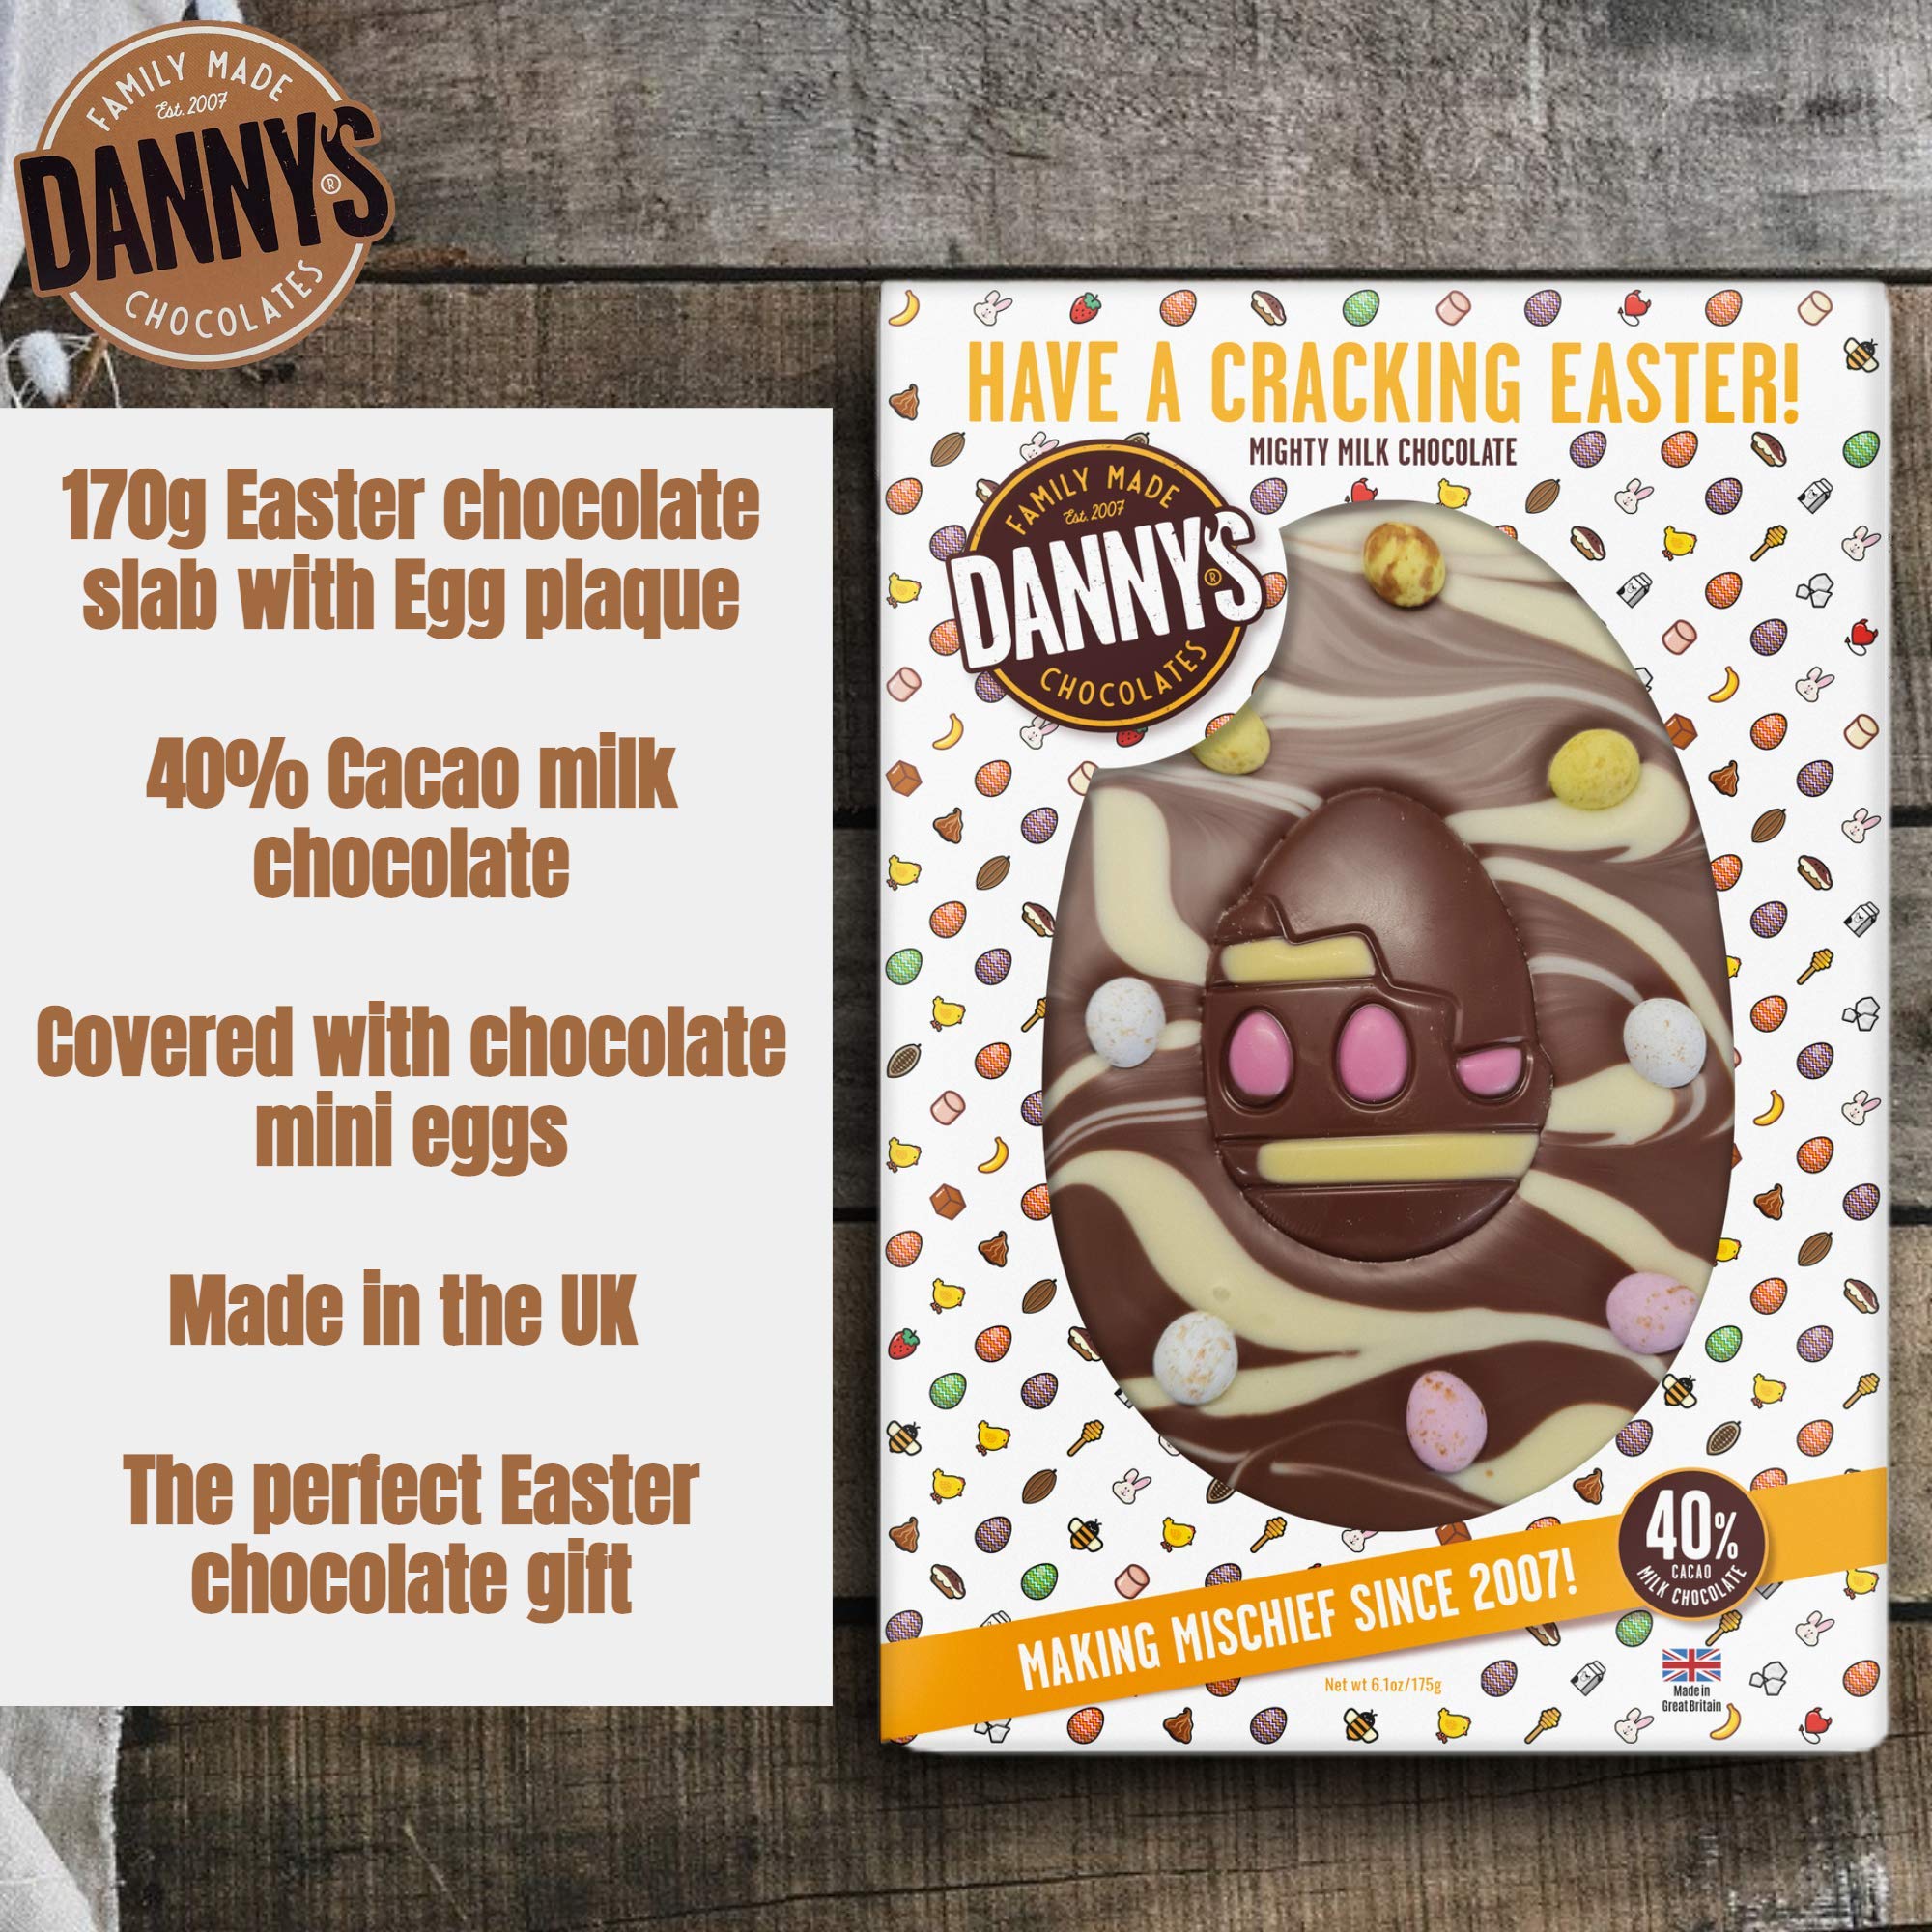 FAMILY MADE
Est. 2007
DANNY'S®
CHOCOLATES
170g Easter chocolate
slab with Egg plaque
40% Cacao milk
chocolate
Covered with chocolate
mini eggs
Made in the UK
The perfect Easter
chocolate gift
HAVE A CRACKING EASTER!
MIGHTY MILK CHOCOLATE
FAMILY MADE
Est. 2007
DANNY'S®
CHOCOLATES
MAKING MISCHIEF SINCE 2007!
40%
CACAO
MILK CHOCOLATE
Net wt 6.1oz/175g
Made in
Great Britain